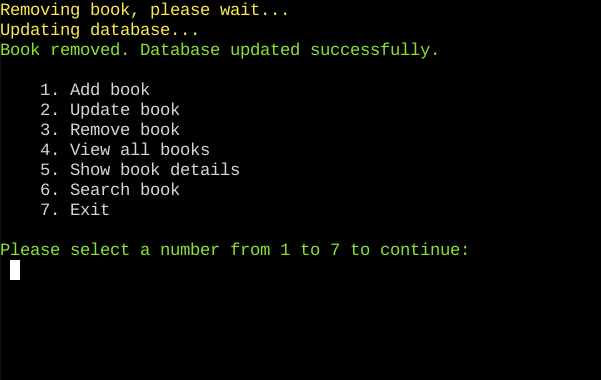 Removing book, please wait...
Updating database...
Book removed. Database updated successfully.
1. Add book
2. Update book
3. Remove book
4. View all books
5. Show book details
6. Search book
7. Exit
Please select a number from 1 to 7 to continue: